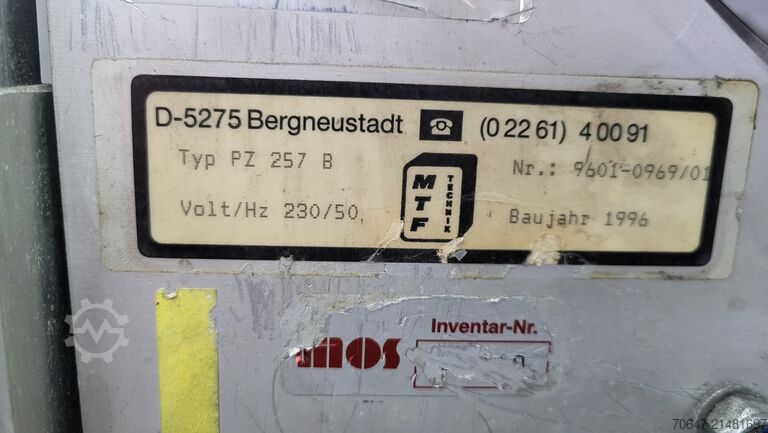 D-5275 Bergneustadt ☎ (0 22 61) 4 00 91
Typ PZ 257 B
Nr.: 9601-0969/01
MTF TECHNIK
Volt/Hz 230/50
Baujahr 1996
Inventar-Nr.
mos
70647-21481697